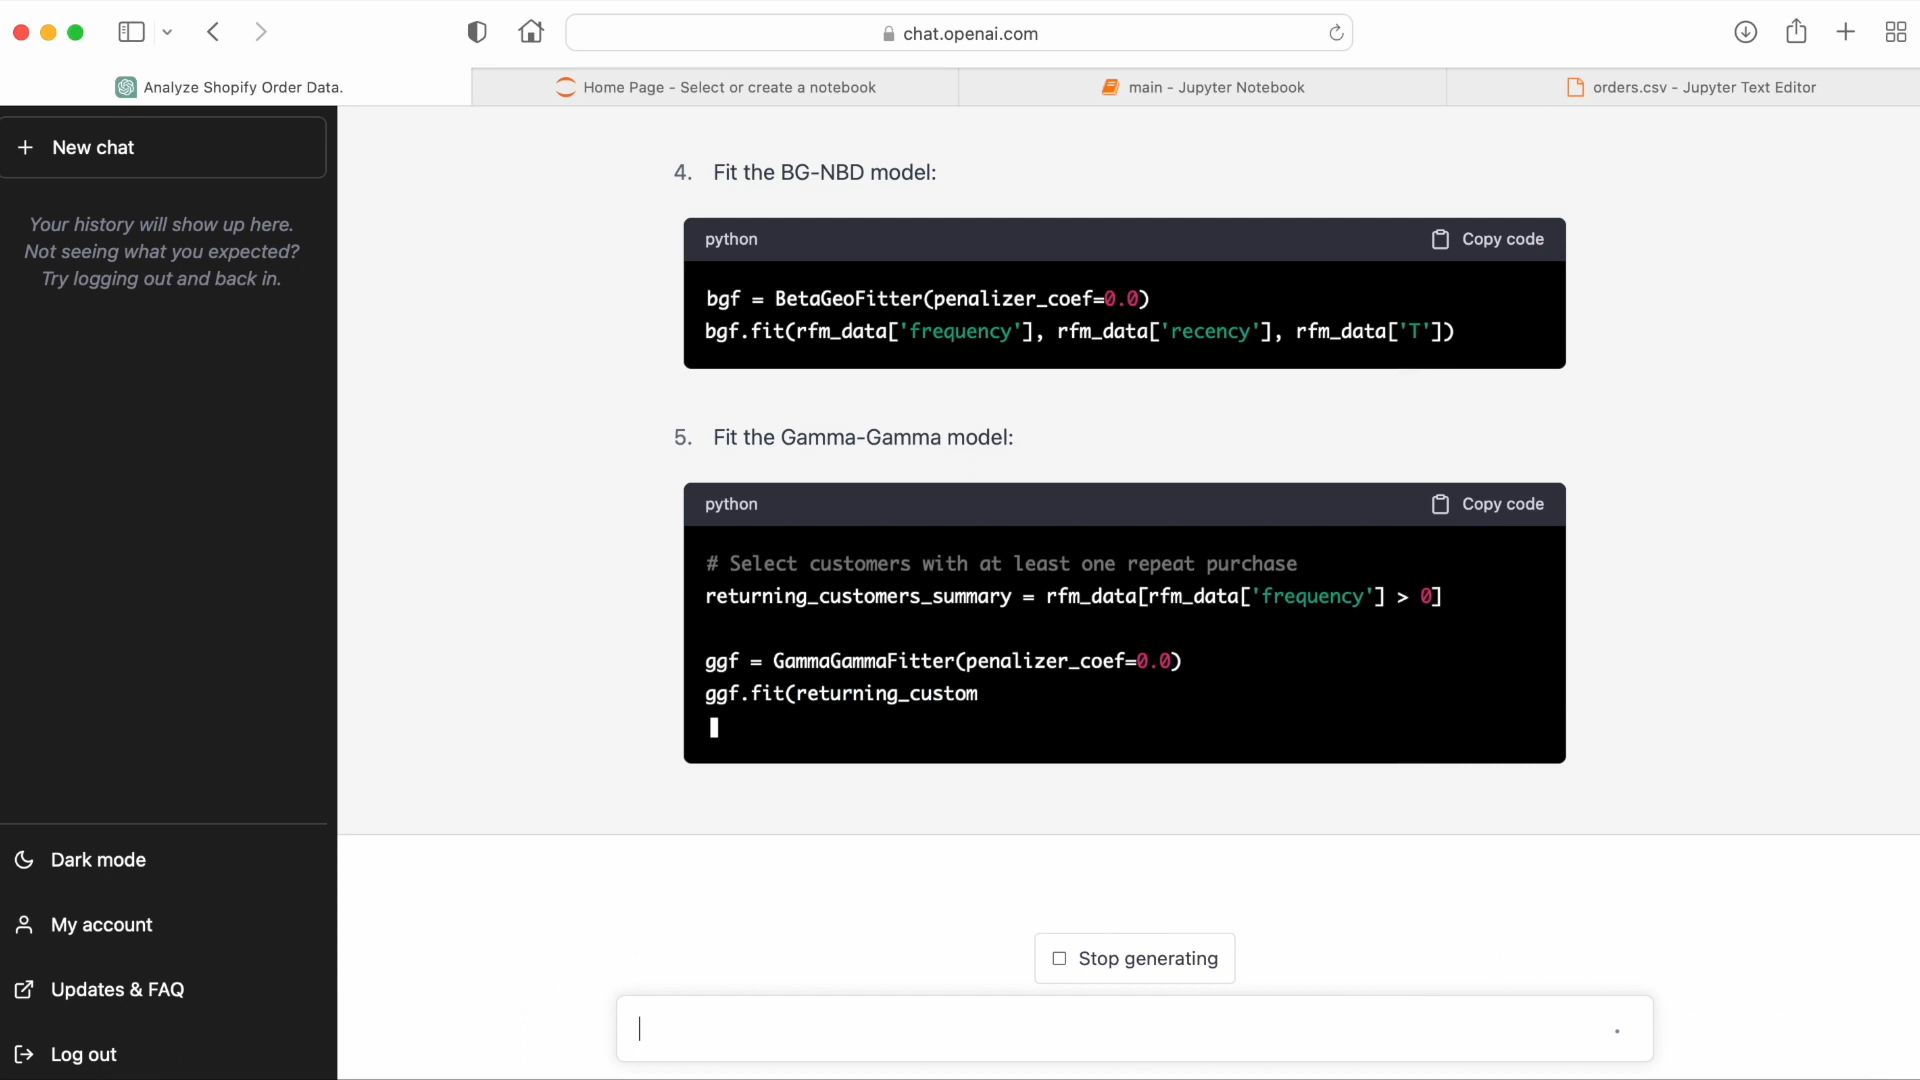 chat.openai.com
Analyze Shopify Order Data.
Home Page - Select or create a notebook
main - Jupyter Notebook
orders.csv - Jupyter Text Editor
New chat
Your history will show up here.
Not seeing what you expected?
Try logging out and back in.
4. Fit the BG-NBD model:
python
Copy code
bgf = BetaGeoFitter(penalizer_coef=0.0)
bgf.fit(rfm_data['frequency'], rfm_data['recency'], rfm_data['T'])
5. Fit the Gamma-Gamma model:
python
Copy code
# Select customers with at least one repeat purchase
returning_customers_summary = rfm_data[rfm_data['frequency'] > 0]
ggf = GammaGammaFitter(penalizer_coef=0.0)
ggf.fit(returning_custom
Dark mode
My account
Updates & FAQ
Log out
Stop generating